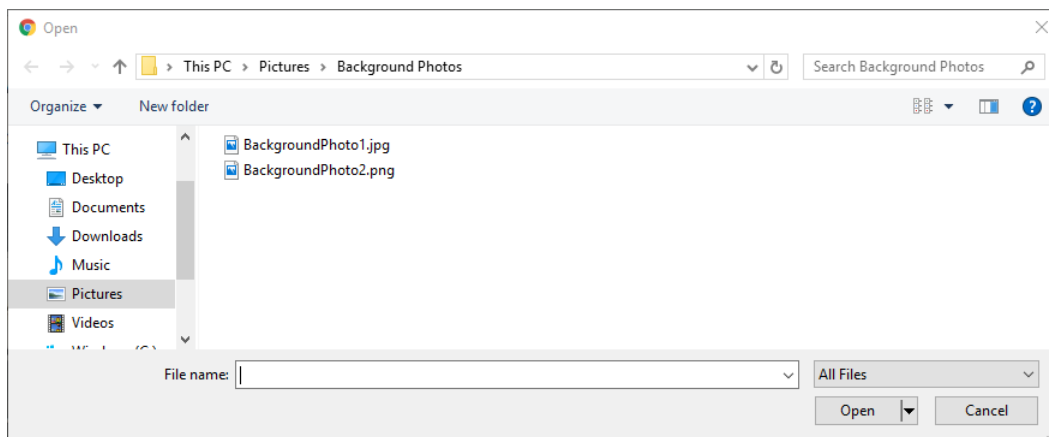 Open
This PC > Pictures > Background Photos
Search Background Photos
Organize
New folder
?
This PC
Desktop
Documents
Downloads
Music
Pictures
Videos
BackgroundPhoto1.jpg
BackgroundPhoto2.png
File name:
All Files
Open
Cancel